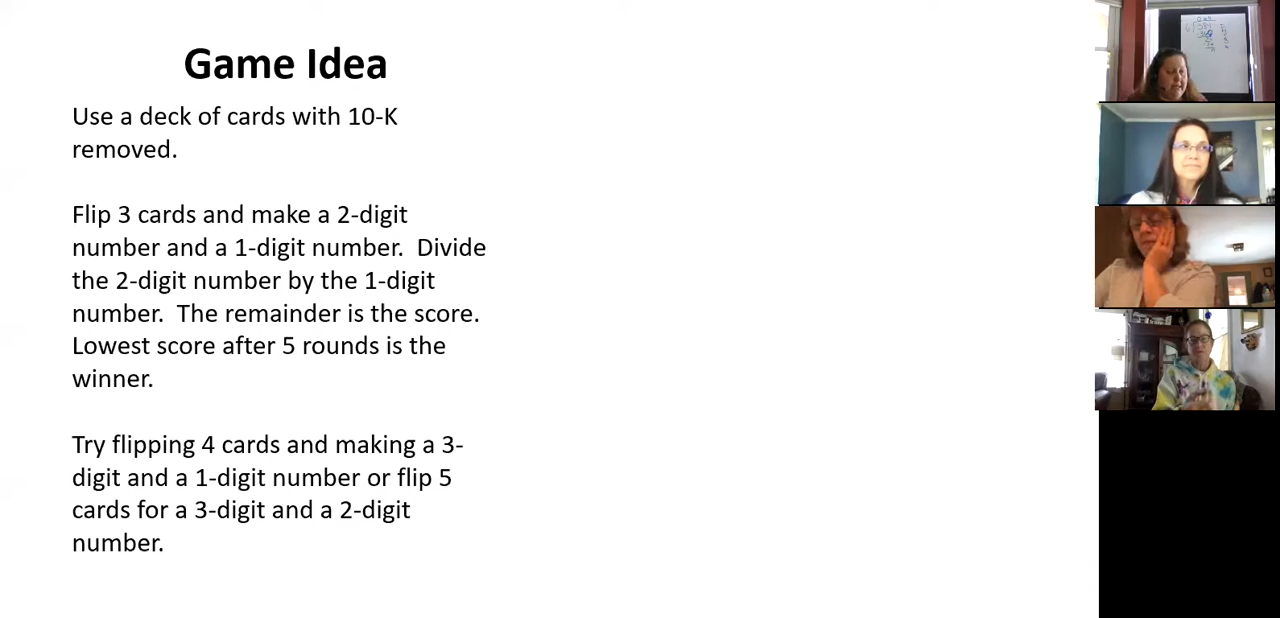 Game Idea
Use a deck of cards with 10-K
removed.
Flip 3 cards and make a 2-digit
number and a 1-digit number.  Divide
the 2-digit number by the 1-digit
number.  The remainder is the score.
Lowest score after 5 rounds is the
winner.
Try flipping 4 cards and making a 3-
digit and a 1-digit number or flip 5
cards for a 3-digit and a 2-digit
number.